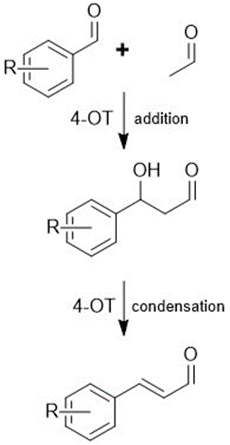 O
R + O
4-OT addition
OH O
R
4-OT condensation
O
R